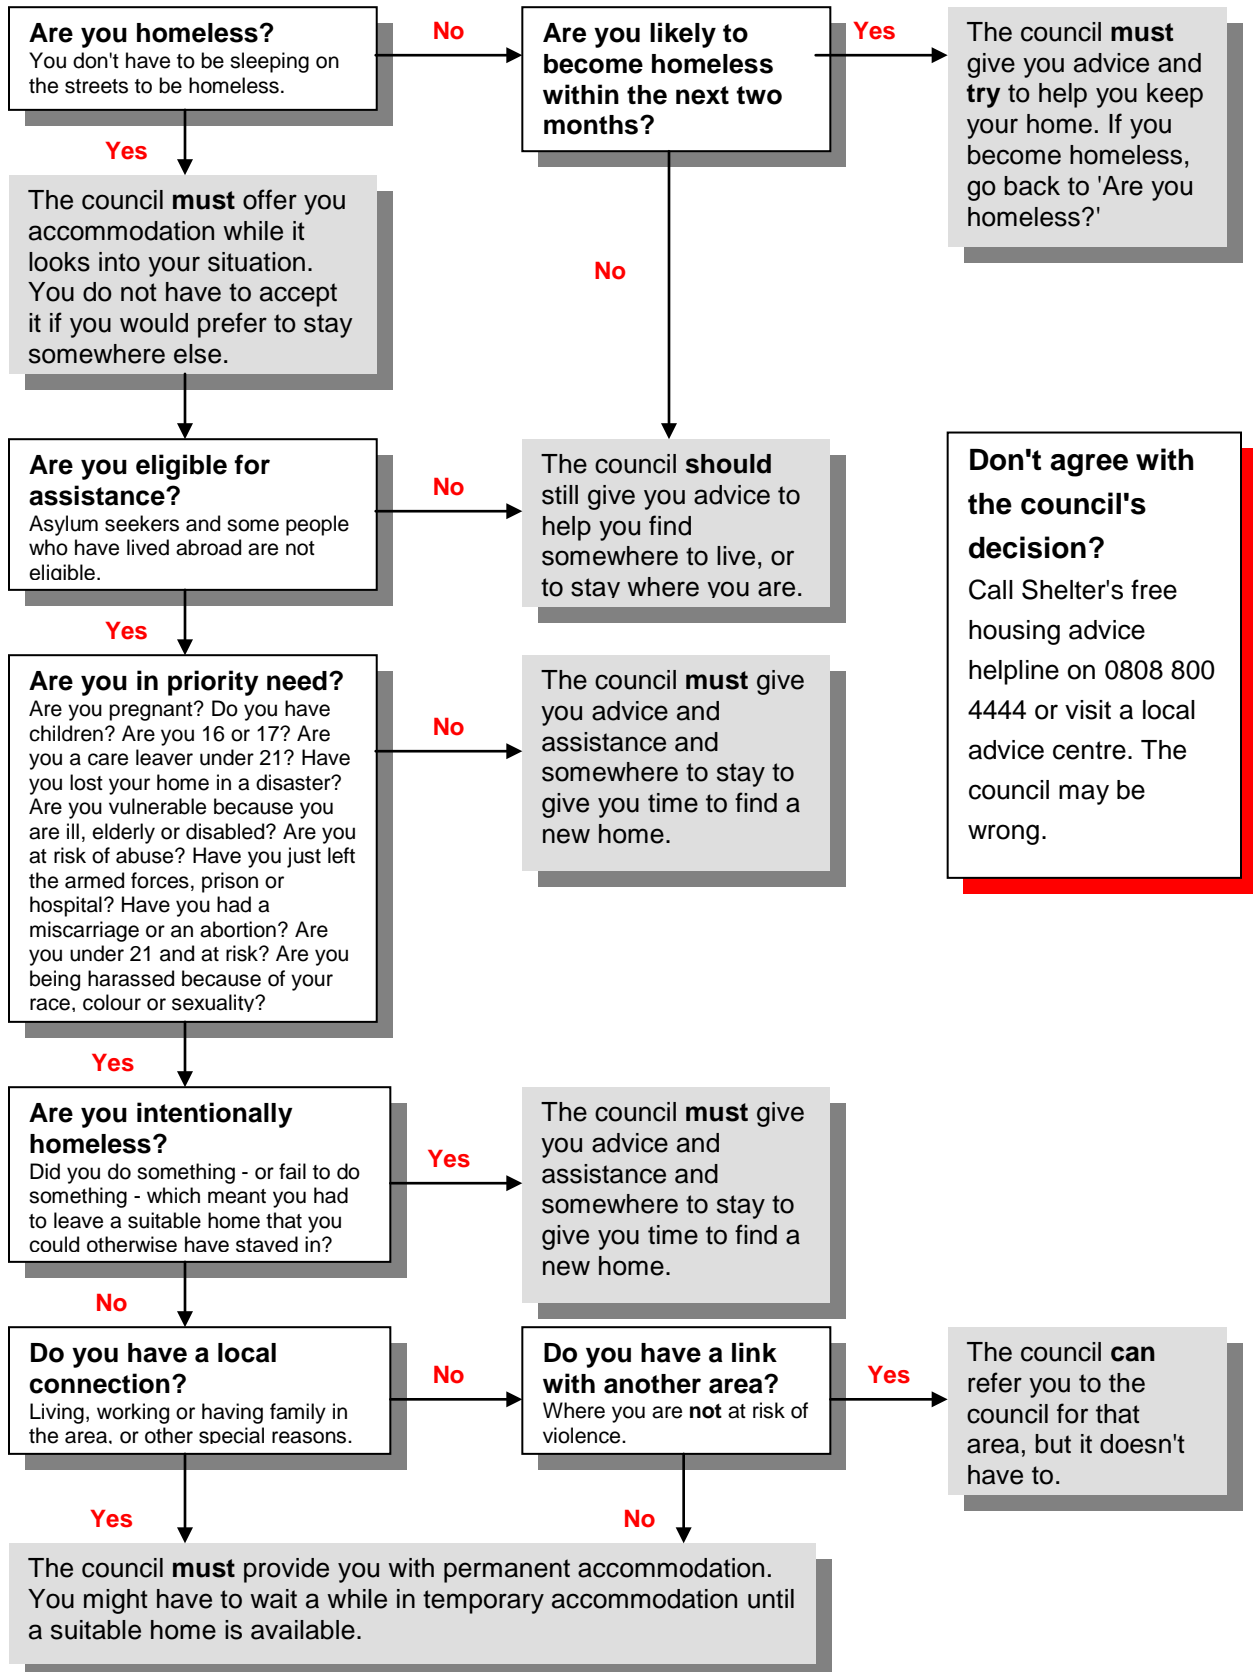 Are you homeless?
You don't have to be sleeping on
the streets to be homeless.
No
Are you likely to
become homeless
within the next two
months?
Yes
The council must
give you advice and
try to help you keep
your home. If you
become homeless,
go back to 'Are you
homeless?'
Yes
The council must offer you
accommodation while it
looks into your situation.
You do not have to accept
it if you would prefer to stay
somewhere else.
No
Are you eligible for
assistance?
Asylum seekers and some people
who have lived abroad are not
eligible.
No
The council should
still give you advice to
help you find
somewhere to live, or
to stay where you are.
Don't agree with
the council's
decision?
Call Shelter's free
housing advice
helpline on 0808 800
4444 or visit a local
advice centre. The
council may be
wrong.
Yes
Are you in priority need?
Are you pregnant? Do you have
children? Are you 16 or 17? Are
you a care leaver under 21? Have
you lost your home in a disaster?
Are you vulnerable because you
are ill, elderly or disabled? Are you
at risk of abuse? Have you just left
the armed forces, prison or
hospital? Have you had a
miscarriage or an abortion? Are
you under 21 and at risk? Are you
being harassed because of your
race, colour or sexuality?
No
The council must give
you advice and
assistance and
somewhere to stay to
give you time to find a
new home.
Yes
Are you intentionally
homeless?
Did you do something - or fail to do
something - which meant you had
to leave a suitable home that you
could otherwise have stayed in?
Yes
The council must give
you advice and
assistance and
somewhere to stay to
give you time to find a
new home.
No
Do you have a local
connection?
Living, working or having family in
the area, or other special reasons.
No
Do you have a link
with another area?
Where you are not at risk of
violence.
Yes
The council can
refer you to the
council for that
area, but it doesn't
have to.
Yes
No
The council must provide you with permanent accommodation.
You might have to wait a while in temporary accommodation until
a suitable home is available.